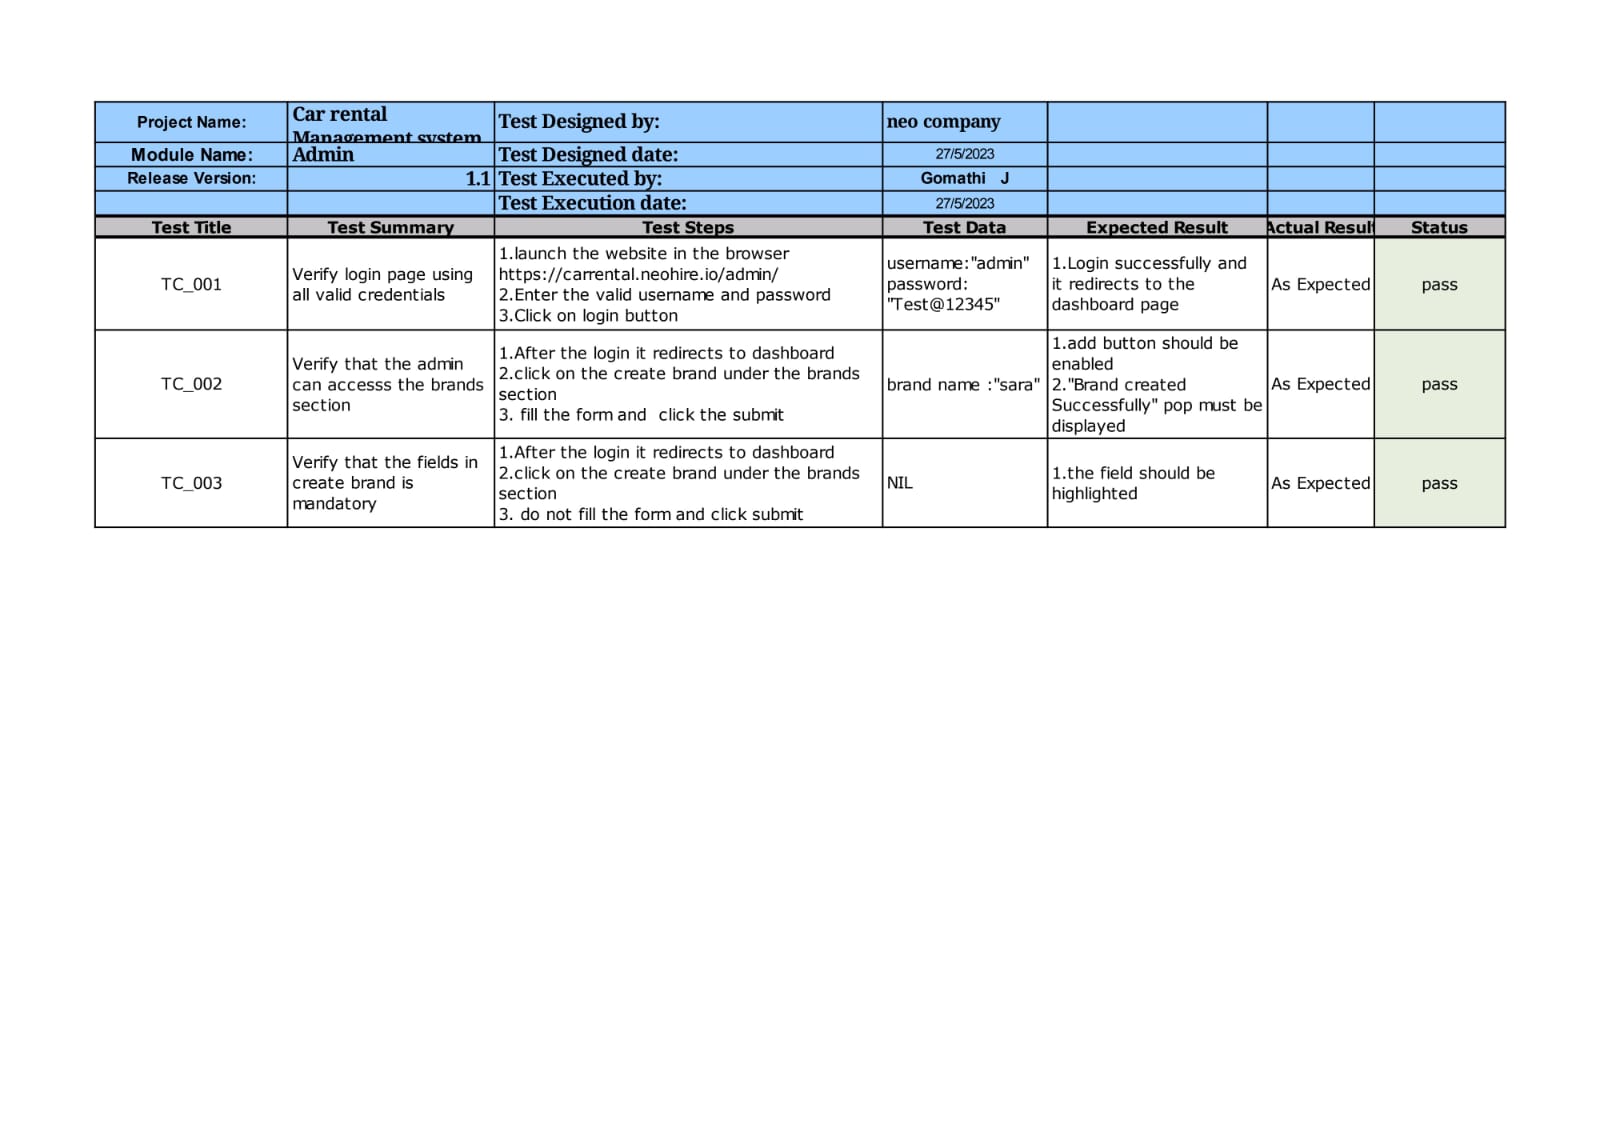 Project Name: Car rental Management system Test Designed by: neo company
Module Name: Admin Test Designed date: 27/5/2023
Release Version: 1.1 Test Executed by: Gomathi J
Test Execution date: 27/5/2023
Test Title Test Summary Test Steps Test Data Expected Result Actual Result Status
TC_001
Verify login page using
all valid credentials
1.launch the website in the browser
https://carrental.neohire.io/admin/
2.Enter the valid username and password
3.Click on login button
username:"admin"
password:
"Test@12345"
1.Login successfully and
it redirects to the
dashboard page
As Expected
pass
TC_002
Verify that the admin
can accesss the brands
section
1.After the login it redirects to dashboard
2.click on the create brand under the brands
section
3. fill the form and  click the submit
brand name :"sara"
1.add button should be
enabled
2."Brand created
Successfully" pop must be
displayed
As Expected
pass
TC_003
Verify that the fields in
create brand is
mandatory
1.After the login it redirects to dashboard
2.click on the create brand under the brands
section
3. do not fill the form and click submit
NIL
1.the field should be
highlighted
As Expected
pass